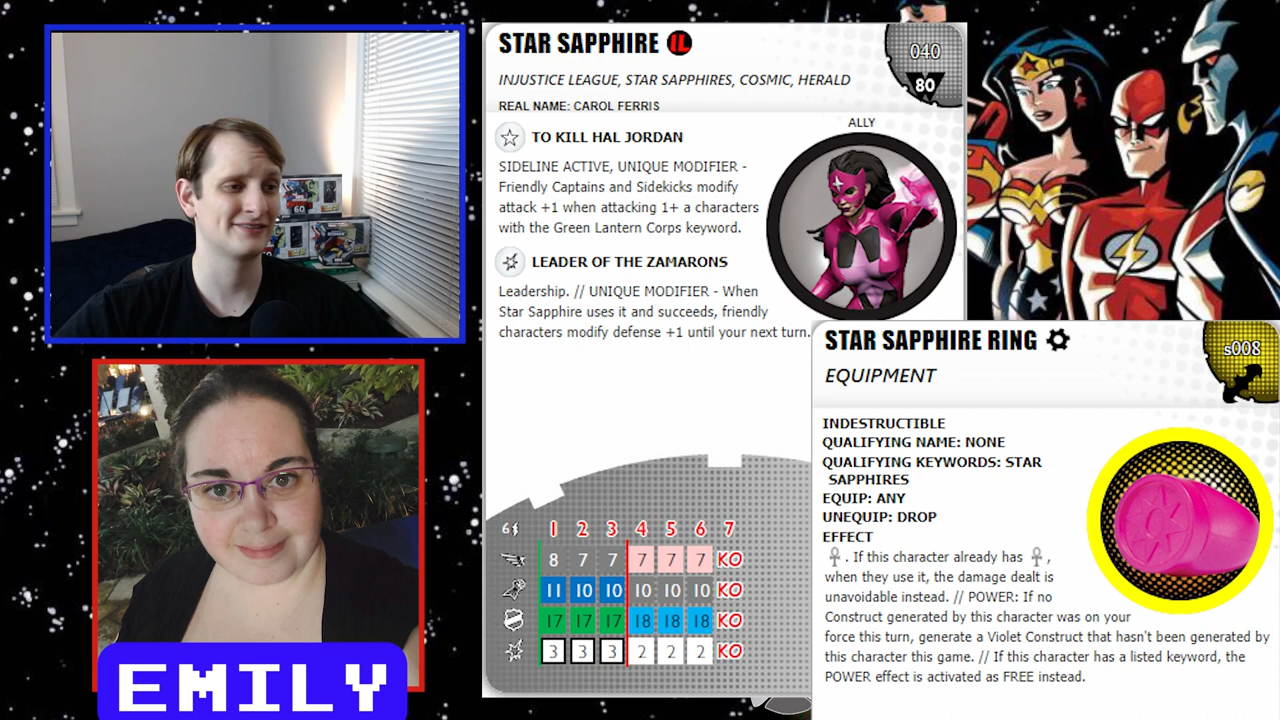 STAR SAPPHIRE IL
040
INJUSTICE LEAGUE, STAR SAPPHIRES, COSMIC, HERALD
80
REAL NAME: CAROL FERRIS
ALLY
TO KILL HAL JORDAN
SIDELINE ACTIVE, UNIQUE MODIFIER -
Friendly Captains and Sidekicks modify
attack +1 when attacking 1+ a characters
with the Green Lantern Corps keyword.
LEADER OF THE ZAMARONS
Leadership. // UNIQUE MODIFIER - When
Star Sapphire uses it and succeeds, friendly
characters modify defense +1 until your next turn.
6 1 2 3 4 5 6 7
8 7 7 7 7 7 KO
11 10 10 10 10 10 KO
17 17 17 18 18 18 KO
3 3 3 2 2 2 KO
STAR SAPPHIRE RING
s008
EQUIPMENT
INDESTRUCTIBLE
QUALIFYING NAME: NONE
QUALIFYING KEYWORDS: STAR
SAPPHIRES
EQUIP: ANY
UNEQUIP: DROP
EFFECT
. If this character already has ,
when they use it, the damage dealt is
unavoidable instead. // POWER: If no
Construct generated by this character was on your
force this turn, generate a Violet Construct that hasn't been generated by
this character this game. // If this character has a listed keyword, the
POWER effect is activated as FREE instead.
EMILY